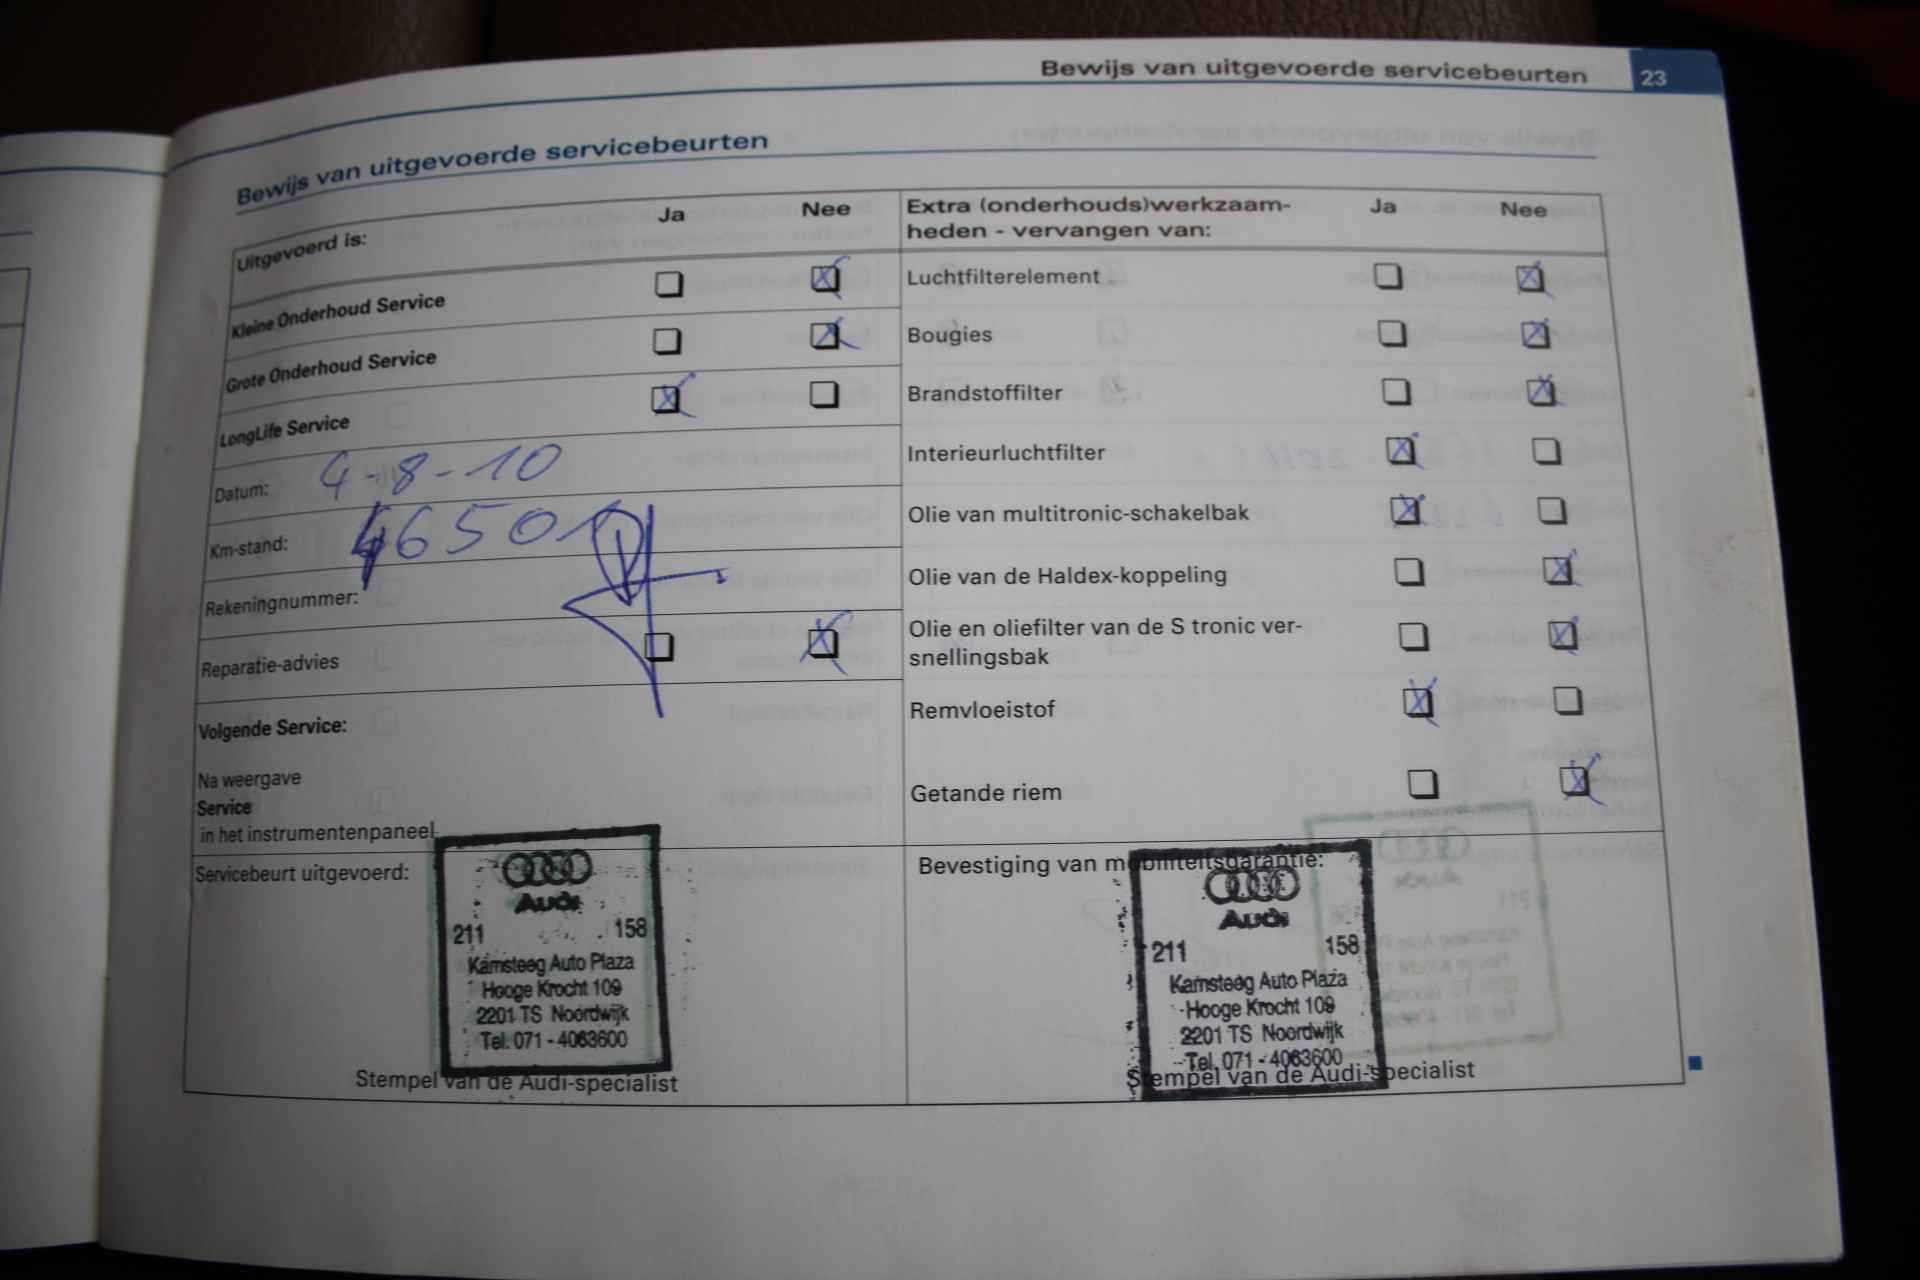 Bewijs van uitgevoerde servicebeurten 23
Bewijs van uitgevoerde servicebeurten
Uitgevoerd is: Ja Nee
Kleine Onderhoud Service
Grote Onderhoud Service
LongLife Service
Datum: 4-8-10
Km-stand: 46501
Rekeningnummer:
Reparatie-advies
Volgende Service:
Na weergave
Service
in het instrumentenpaneel
Servicebeurt uitgevoerd:
Audi
211 158
Kamsteeg Auto Plaza
Hooge Krocht 109
2201 TS Noordwijk
Tel. 071 - 4063600
Stempel van de Audi-specialist
Extra (onderhouds)werkzaam-
heden - vervangen van: Ja Nee
Luchtfilterelement
Bougies
Brandstoffilter
Interieurluchtfilter
Olie van multitronic-schakelbak
Olie van de Haldex-koppeling
Olie en oliefilter van de S tronic ver-
snellingsbak
Remvloeistof
Getande riem
Bevestiging van mobiliteitsgarantie:
Audi
211 158
Kamsteeg Auto Plaza
Hooge Krocht 109
2201 TS Noordwijk
Tel. 071 - 4063600
Stempel van de Audi-specialist